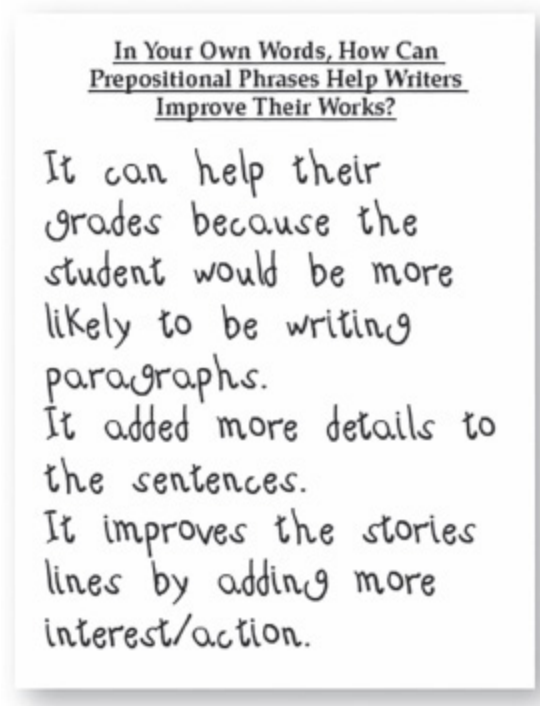 In Your Own Words, How Can
Prepositional Phrases Help Writers
Improve Their Works?
It can help their
grades because the
student would be more
likely to be writing
paragraphs.
It added more details to
the sentences.
It improves the stories
lines by adding more
interest/action.